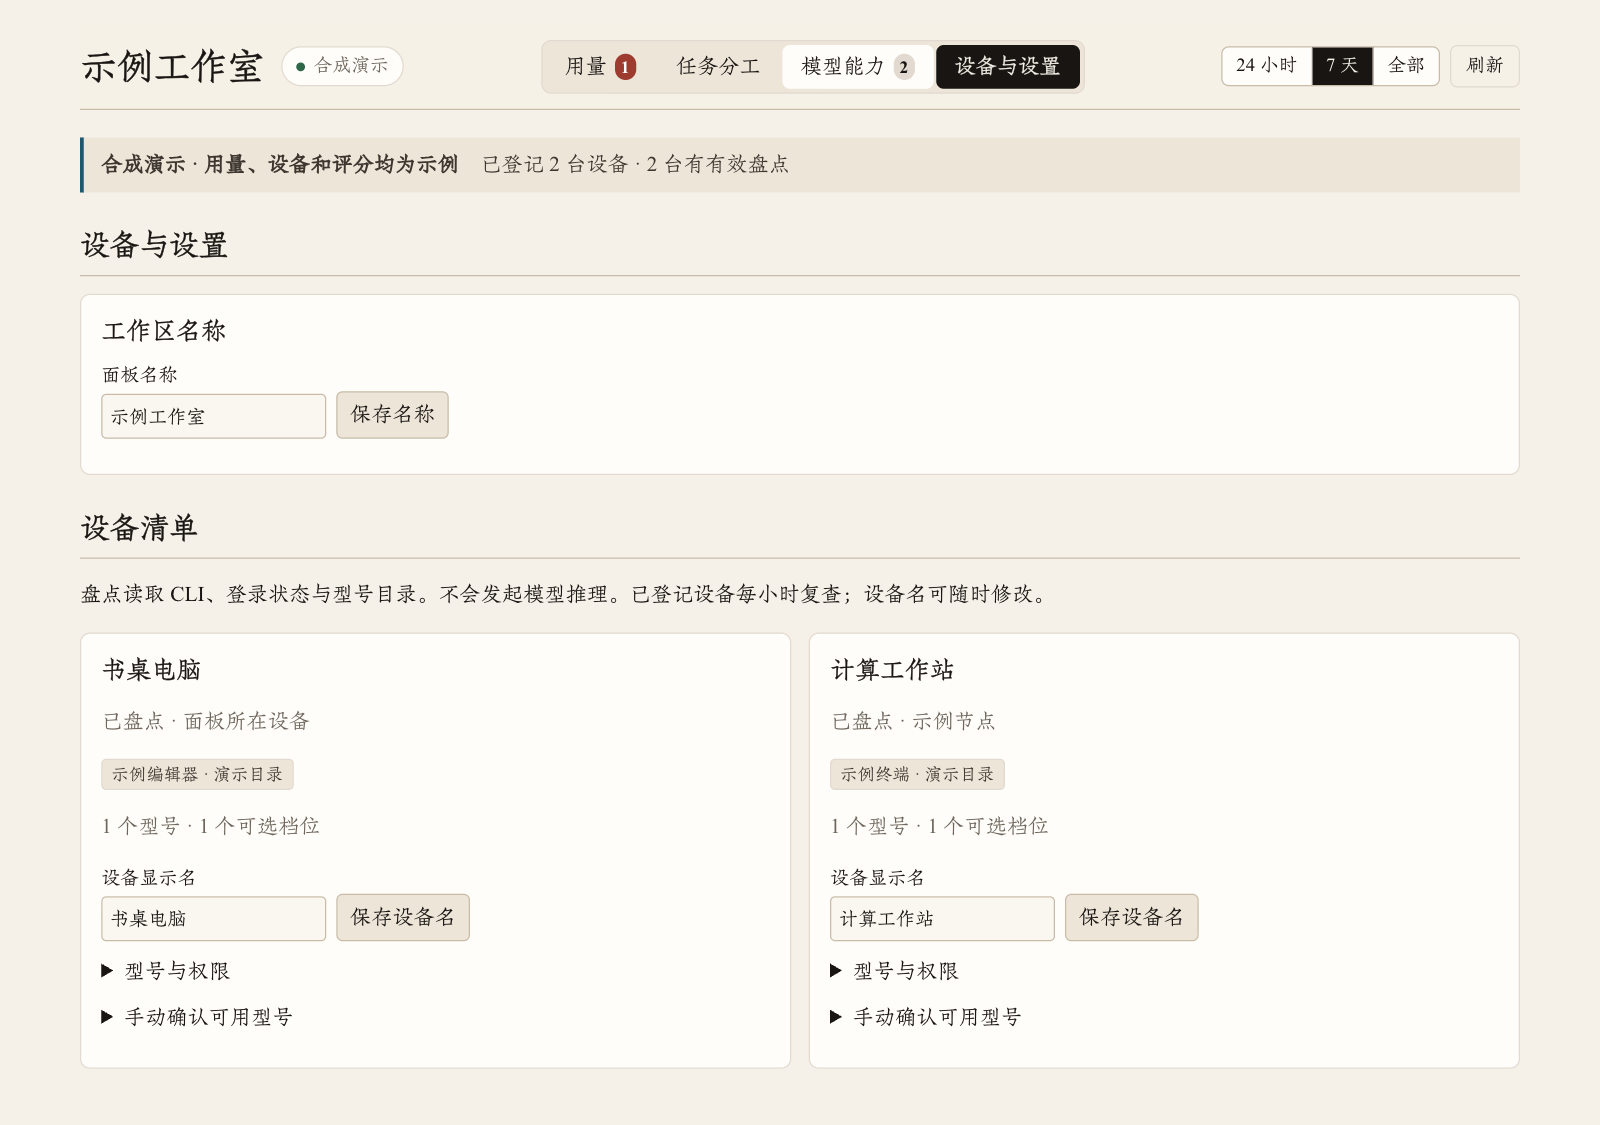 示例工作室
合成演示
用量 1 任务分工 模型能力 2 设备与设置
24 小时 7 天 全部 刷新
合成演示 · 用量、设备和评分均为示例 已登记 2 台设备 · 2 台有有效盘点
设备与设置
工作区名称
面板名称
示例工作室 保存名称
设备清单
盘点读取 CLI、登录状态与型号目录。不会发起模型推理。已登记设备每小时复查；设备名可随时修改。
书桌电脑
已盘点 · 面板所在设备
示例编辑器 · 演示目录
1 个型号 · 1 个可选档位
设备显示名
书桌电脑 保存设备名
▶ 型号与权限
▶ 手动确认可用型号
计算工作站
已盘点 · 示例节点
示例终端 · 演示目录
1 个型号 · 1 个可选档位
设备显示名
计算工作站 保存设备名
▶ 型号与权限
▶ 手动确认可用型号